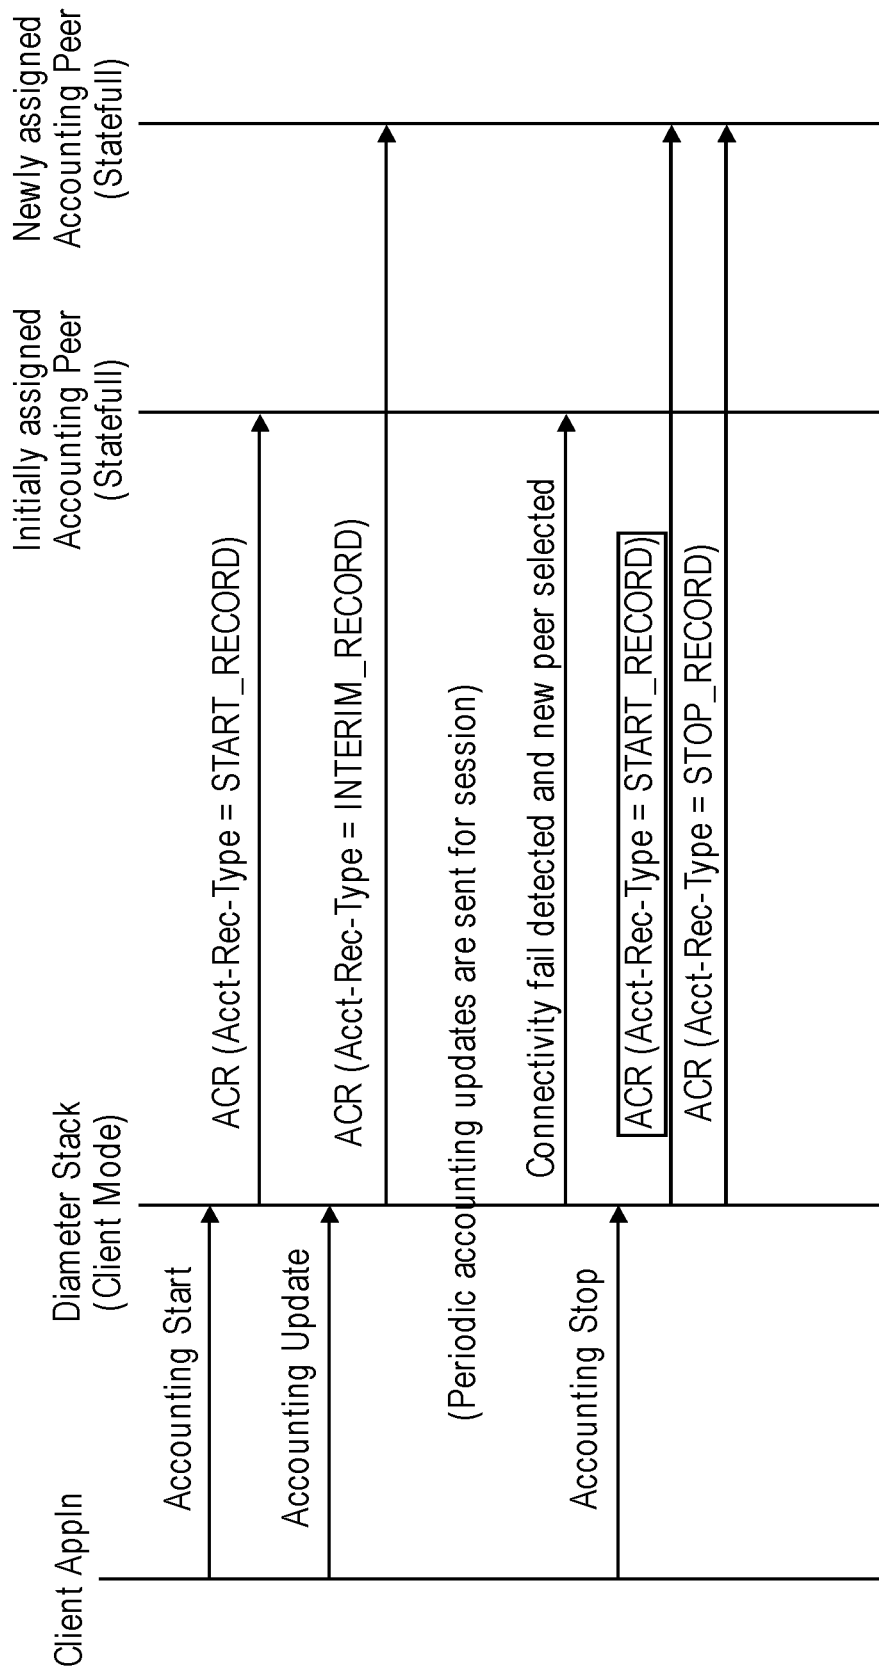 Client Appln
Diameter Stack
(Client Mode)
Initially assigned
Accounting Peer
(Statefull)
Newly assigned
Accounting Peer
(Statefull)
Accounting Start
ACR (Acct-Rec-Type = START_RECORD)
Accounting Update
ACR (Acct-Rec-Type = INTERIM_RECORD)
(Periodic accounting updates are sent for session)
Connectivity fail detected and new peer selected
Accounting Stop
ACR (Acct-Rec-Type = START_RECORD)
ACR (Acct-Rec-Type = STOP_RECORD)